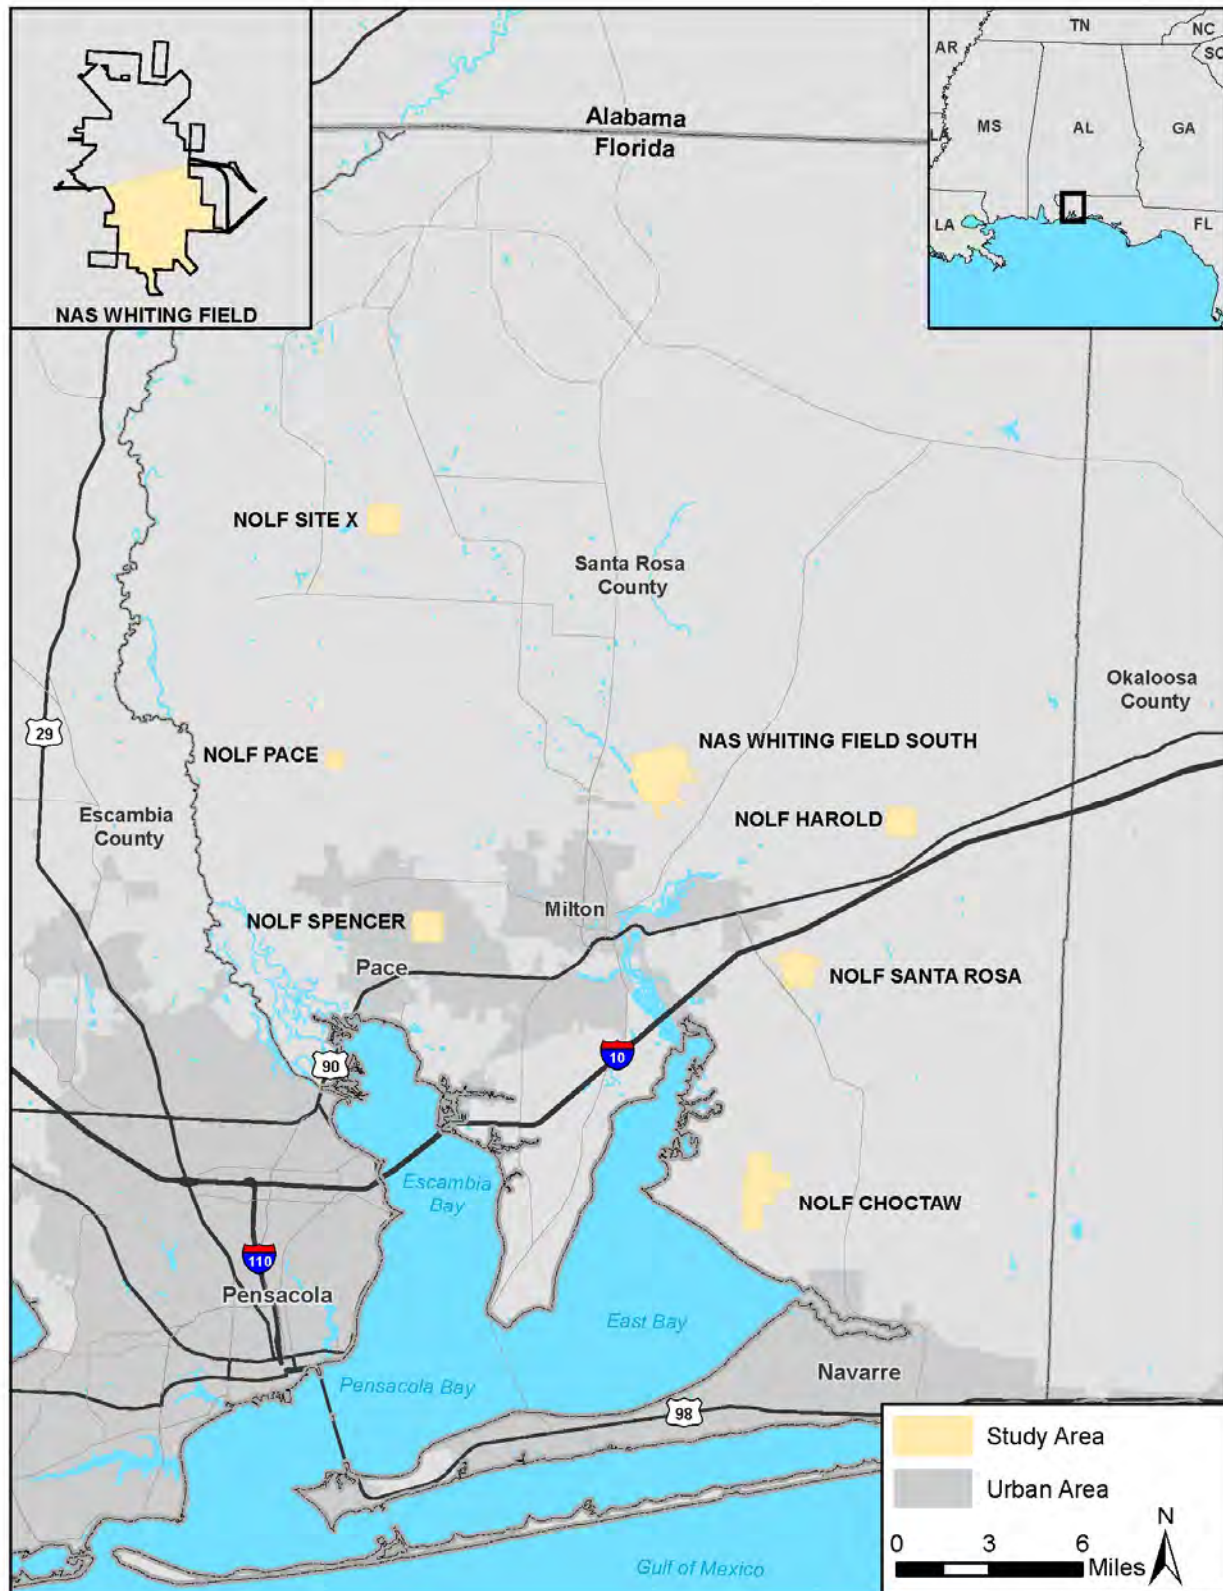 NAS WHITING FIELD
TN
NC
SC
AR
MS
AL
GA
LA
LA
FL
Alabama
Florida
NOLF SITE X
Santa Rosa
County
Okaloosa
County
29
NOLF PACE
NAS WHITING FIELD SOUTH
Escambia
County
NOLF HAROLD
NOLF SPENCER
Milton
Pace
NOLF SANTA ROSA
10
90
Escambia
Bay
NOLF CHOCTAW
110
Pensacola
East Bay
Navarre
Pensacola Bay
98
Study Area
Urban Area
N
0 3 6
Miles
Gulf of Mexico